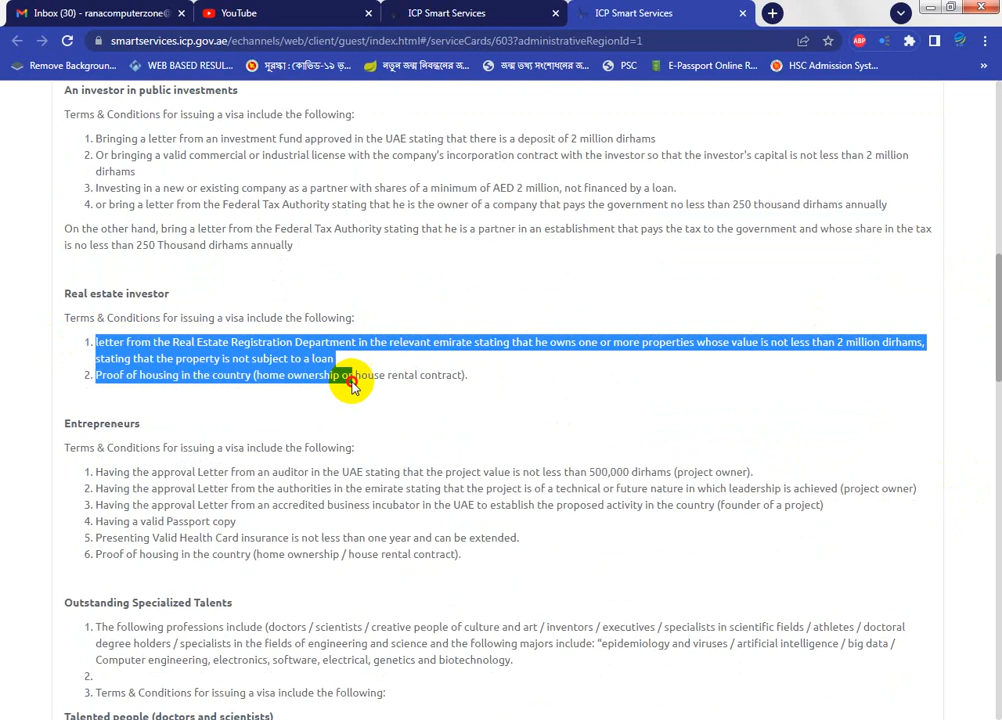 Inbox (30) - ranacomputerzone@
YouTube
ICP Smart Services
ICP Smart Services
smartservices.icp.gov.ae/echannels/web/client/guest/index.html#/serviceCards/603?administrativeRegionId=1
Remove Backgroun...
WEB BASED RESUL...
সুরক্ষা: কোভিড-১৯ ভ্...
নতুন জন্ম নিবন্ধনের জ...
জন্ম তথ্য সংশোধনের জ...
PSC
E-Passport Online R...
HSC Admission Syst...
»
An investor in public investments
Terms & Conditions for issuing a visa include the following:
1. Bringing a letter from an investment fund approved in the UAE stating that there is a deposit of 2 million dirhams
2. Or bringing a valid commercial or industrial license with the company's incorporation contract with the investor so that the investor's capital is not less than 2 million
dirhams
3. Investing in a new or existing company as a partner with shares of a minimum of AED 2 million, not financed by a loan.
4. or bring a letter from the Federal Tax Authority stating that he is the owner of a company that pays the government no less than 250 thousand dirhams annually
On the other hand, bring a letter from the Federal Tax Authority stating that he is a partner in an establishment that pays the tax to the government and whose share in the tax
is no less than 250 Thousand dirhams annually
Real estate investor
Terms & Conditions for issuing a visa include the following:
1. letter from the Real Estate Registration Department in the relevant emirate stating that he owns one or more properties whose value is not less than 2 million dirhams,
stating that the property is not subject to a loan
2. Proof of housing in the country (home ownership or house rental contract).
Entrepreneurs
Terms & Conditions for issuing a visa include the following:
1. Having the approval Letter from an auditor in the UAE stating that the project value is not less than 500,000 dirhams (project owner).
2. Having the approval Letter from the authorities in the emirate stating that the project is of a technical or future nature in which leadership is achieved (project owner)
3. Having the approval Letter from an accredited business incubator in the UAE to establish the proposed activity in the country (founder of a project)
4. Having a valid Passport copy
5. Presenting Valid Health Card insurance is not less than one year and can be extended.
6. Proof of housing in the country (home ownership / house rental contract).
Outstanding Specialized Talents
1. The following professions include (doctors / scientists / creative people of culture and art / inventors / executives / specialists in scientific fields / athletes / doctoral
degree holders / specialists in the fields of engineering and science and the following majors include: "epidemiology and viruses / artificial intelligence / big data /
Computer engineering, electronics, software, electrical, genetics and biotechnology.
2.
3. Terms & Conditions for issuing a visa include the following:
Talented people (doctors and scientists)